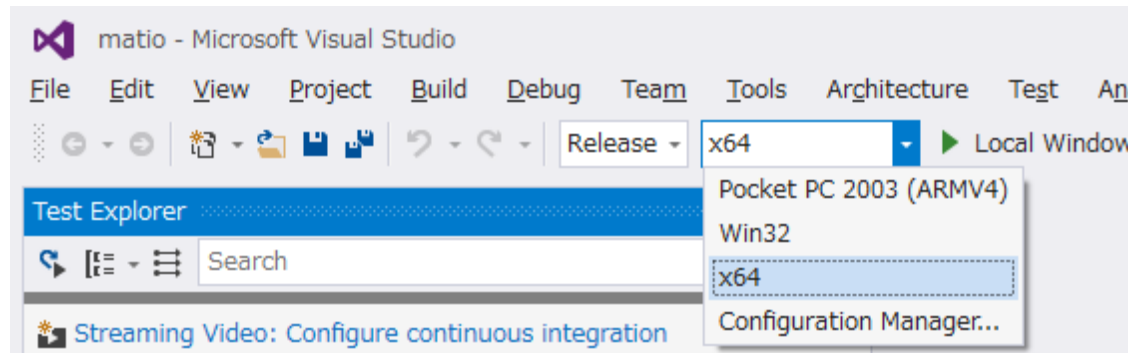 matio - Microsoft Visual Studio
File Edit View Project Build Debug Team Tools Architecture Test An
Release x64 Local Window
Pocket PC 2003 (ARMV4)
Test Explorer
Win32
Search
x64
Configuration Manager...
Streaming Video: Configure continuous integration